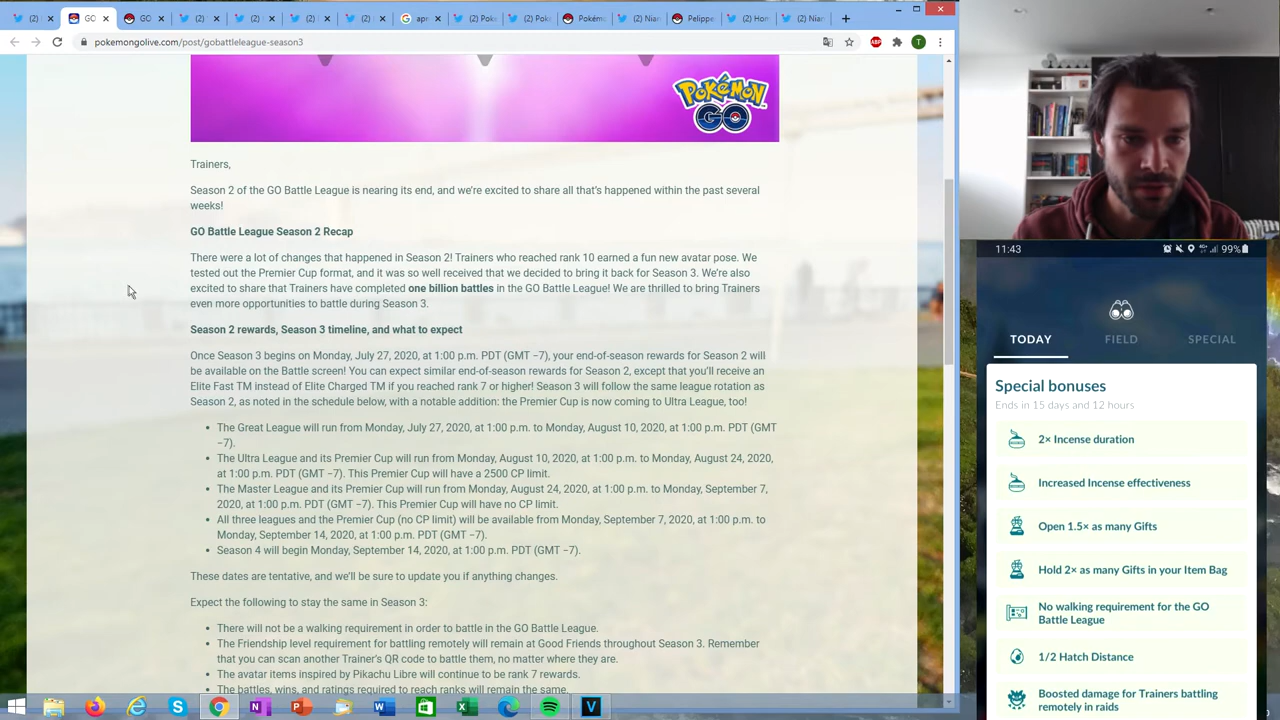 (2)
GO
GO
(2)
(2)
(2)
(2)
apr
(2) Poke
(2) Poké
Pokémo
(2) Nian
Pelippe
(2) Hom
(2) Nian
pokemongolive.com/post/gobattleleague-season3
ABP
T
POKéMON
GO
Trainers,
Season 2 of the GO Battle League is nearing its end, and we're excited to share all that's happened within the past several
weeks!
GO Battle League Season 2 Recap
There were a lot of changes that happened in Season 2! Trainers who reached rank 10 earned a fun new avatar pose. We
tested out the Premier Cup format, and it was so well received that we decided to bring it back for Season 3. We're also
excited to share that Trainers have completed one billion battles in the GO Battle League! We are thrilled to bring Trainers
even more opportunities to battle during Season 3.
Season 2 rewards, Season 3 timeline, and what to expect
Once Season 3 begins on Monday, July 27, 2020, at 1:00 p.m. PDT (GMT −7), your end-of-season rewards for Season 2 will
be available on the Battle screen! You can expect similar end-of-season rewards for Season 2, except that you'll receive an
Elite Fast TM instead of Elite Charged TM if you reached rank 7 or higher! Season 3 will follow the same league rotation as
Season 2, as noted in the schedule below, with a notable addition: the Premier Cup is now coming to Ultra League, too!
• The Great League will run from Monday, July 27, 2020, at 1:00 p.m. to Monday, August 10, 2020, at 1:00 p.m. PDT (GMT
−7).
• The Ultra League and its Premier Cup will run from Monday, August 10, 2020, at 1:00 p.m. to Monday, August 24, 2020,
at 1:00 p.m. PDT (GMT −7). This Premier Cup will have a 2500 CP limit.
• The Master League and its Premier Cup will run from Monday, August 24, 2020, at 1:00 p.m. to Monday, September 7,
2020, at 1:00 p.m. PDT (GMT −7). This Premier Cup will have no CP limit.
• All three leagues and the Premier Cup (no CP limit) will be available from Monday, September 7, 2020, at 1:00 p.m. to
Monday, September 14, 2020, at 1:00 p.m. PDT (GMT −7).
• Season 4 will begin Monday, September 14, 2020, at 1:00 p.m. PDT (GMT −7).
These dates are tentative, and we'll be sure to update you if anything changes.
Expect the following to stay the same in Season 3:
• There will not be a walking requirement in order to battle in the GO Battle League.
• The Friendship level requirement for battling remotely will remain at Good Friends throughout Season 3. Remember
that you can scan another Trainer's QR code to battle them, no matter where they are.
• The avatar items inspired by Pikachu Libre will continue to be rank 7 rewards.
• The battles, wins, and ratings required to reach ranks will remain the same.
11:43
99%
TODAY
FIELD
SPECIAL
Special bonuses
Ends in 15 days and 12 hours
2× Incense duration
Increased Incense effectiveness
Open 1.5× as many Gifts
Hold 2× as many Gifts in your Item Bag
No walking requirement for the GO
Battle League
1/2 Hatch Distance
Boosted damage for Trainers battling
remotely in raids